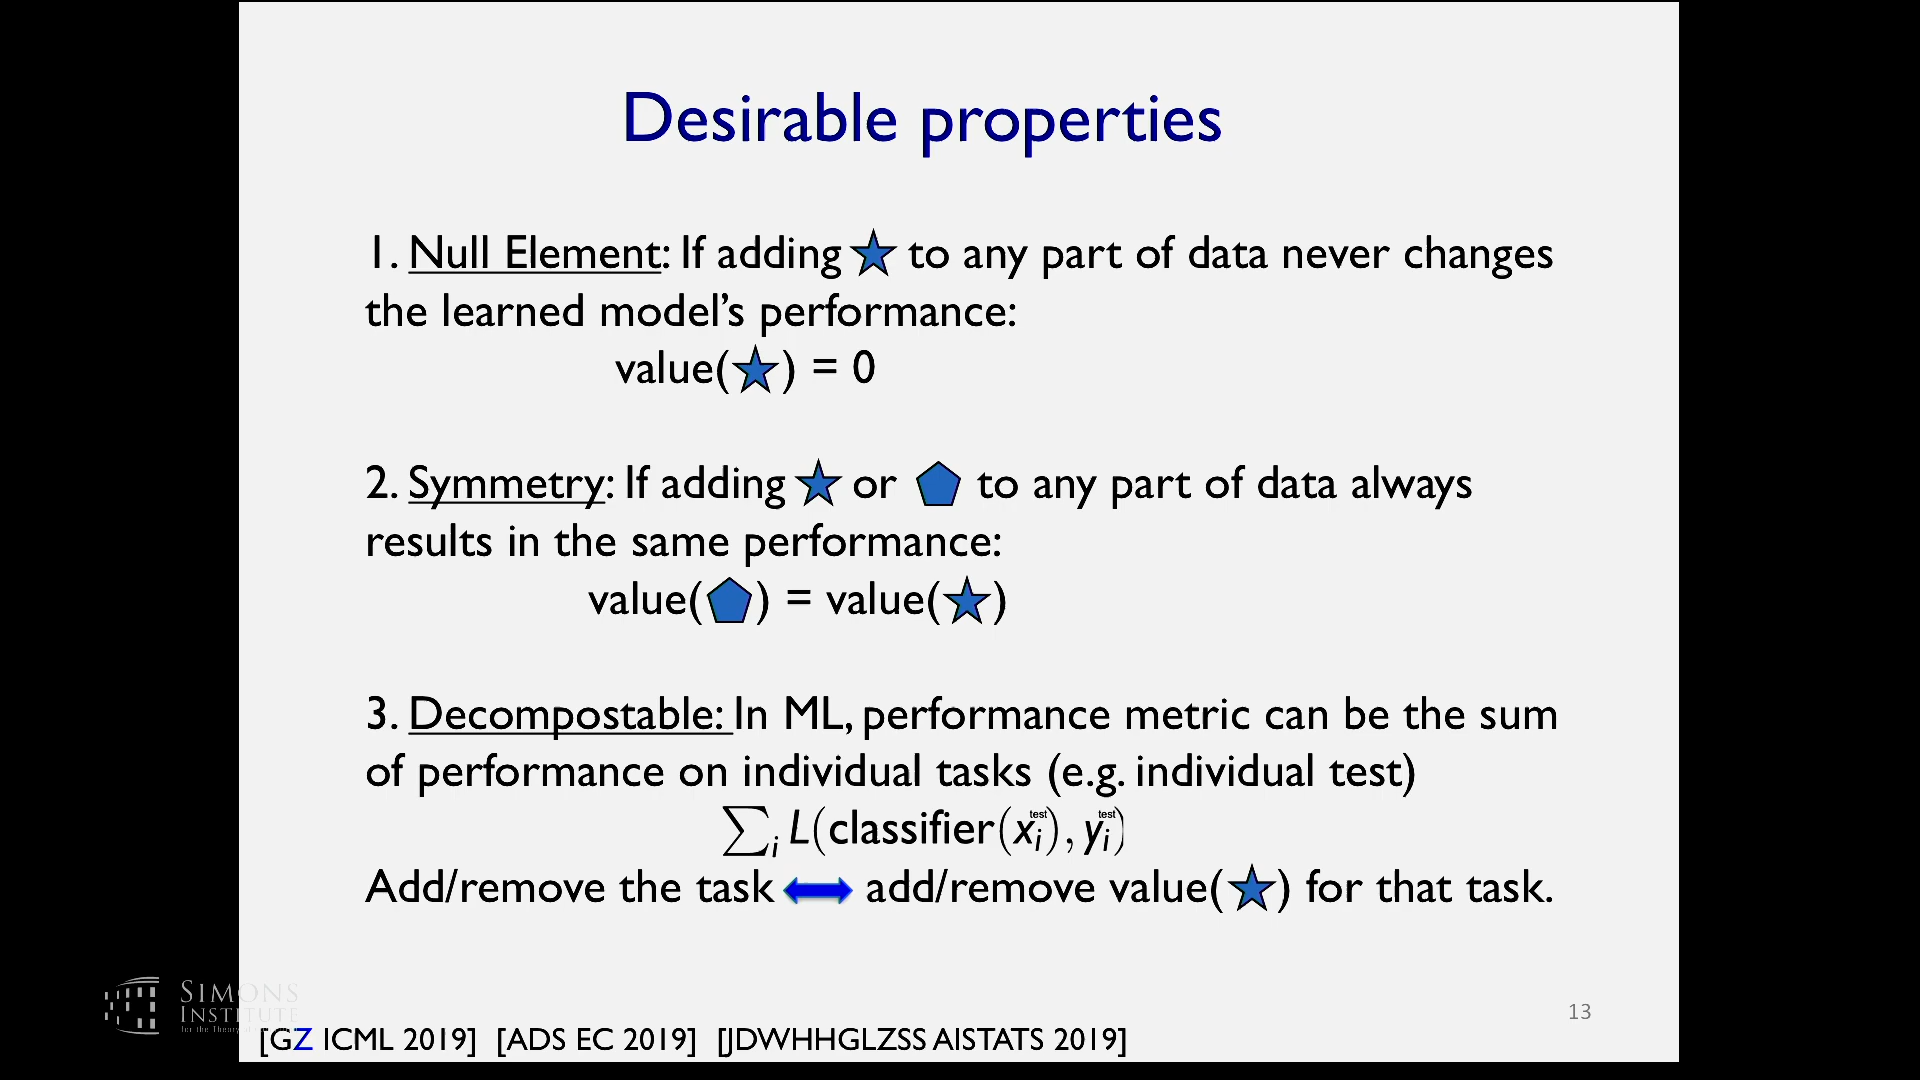 Desirable properties
1. Null Element: If adding ★ to any part of data never changes
the learned model’s performance:
value(★) = 0
2. Symmetry: If adding ★ or ⬟ to any part of data always
results in the same performance:
value(⬟) = value(★)
3. Decompostable: In ML, performance metric can be the sum
of performance on individual tasks (e.g. individual test)
∑ᵢ L(classifier(xᵢᵗᵉˢᵗ), yᵢᵗᵉˢᵗ)
Add/remove the task ⟷ add/remove value(★) for that task.
SIMONS
INSTITUTE
for the Theory
13
[GZ ICML 2019] [ADS EC 2019] [JDWHHGLZSS AISTATS 2019]